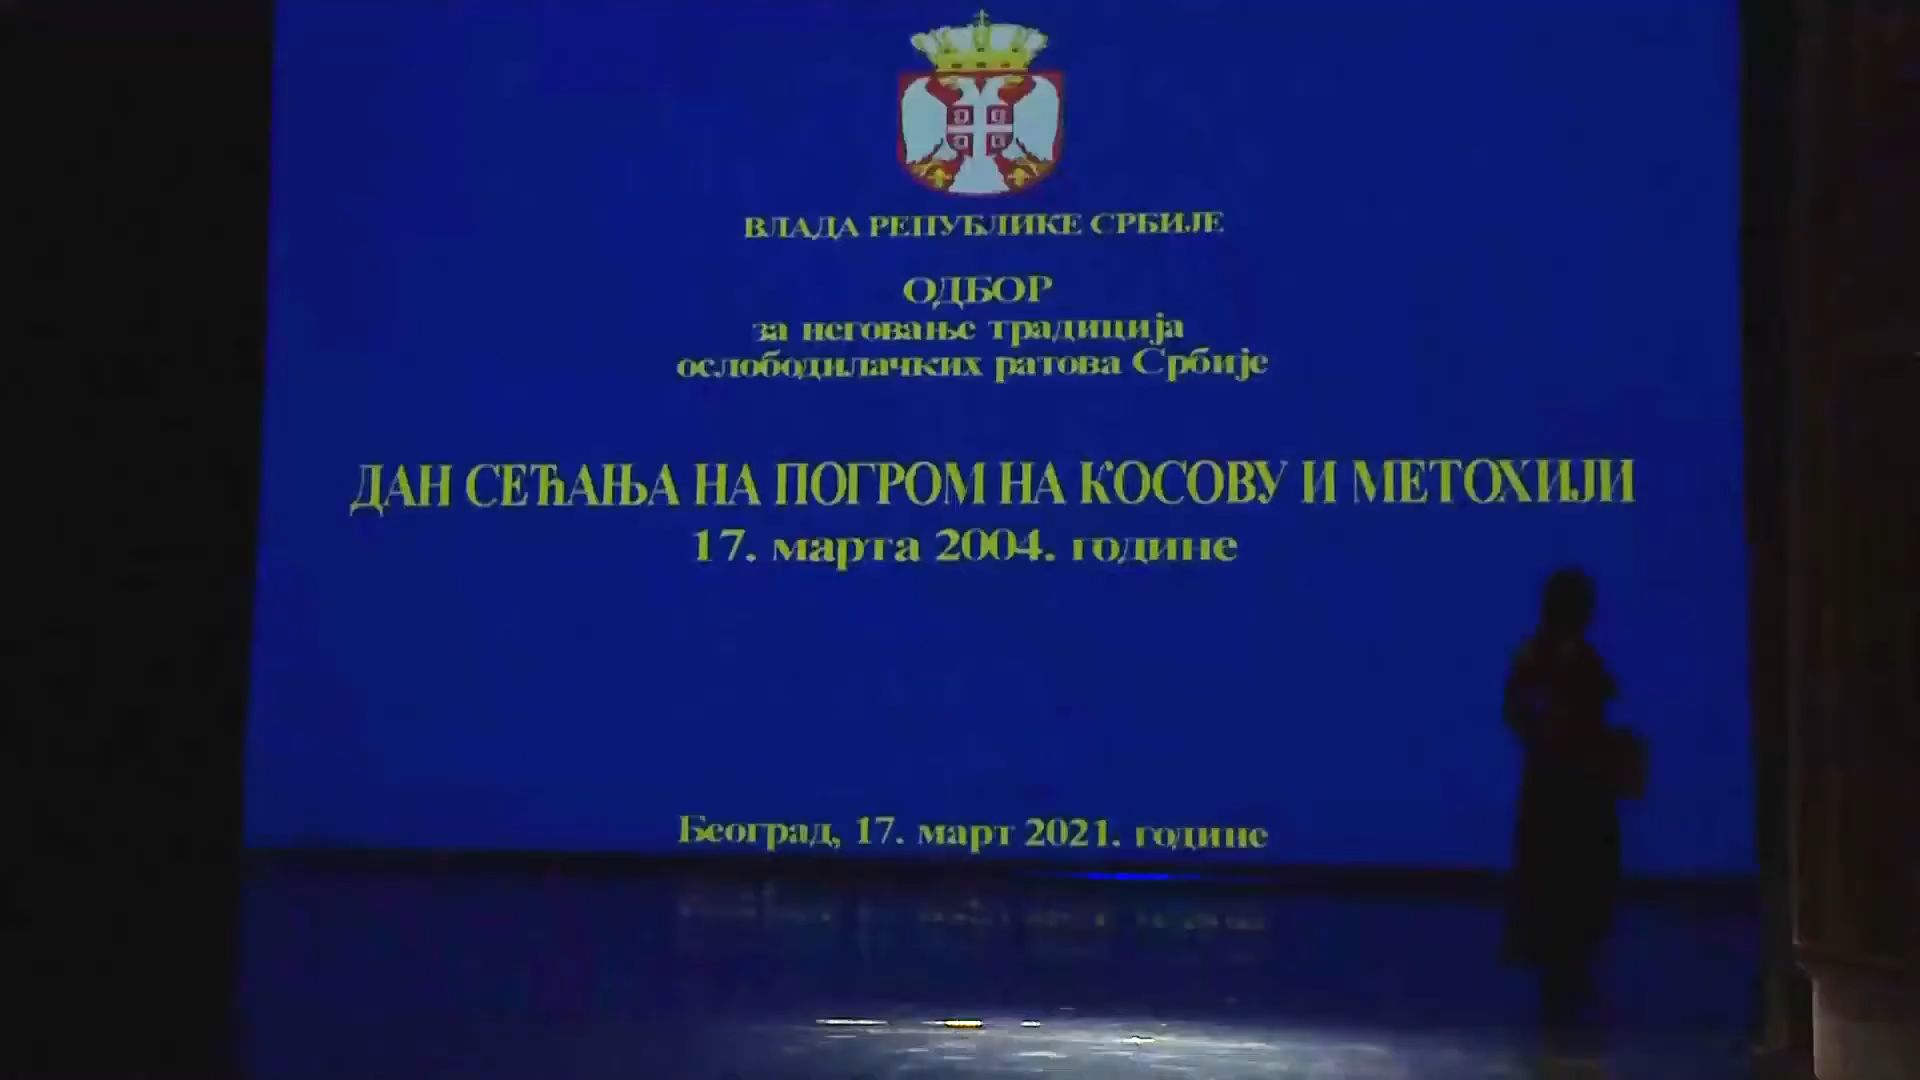 ВЛАДА РЕПУБЛИКЕ СРБИЈЕ
ОДБОР
за неговање традиција
ослободилачких ратова Србије
ДАН СЕЋАЊА НА ПОГРОМ НА КОСОВУ И МЕТОХИЈИ
17. марта 2004. године
Београд, 17. март 2021. године